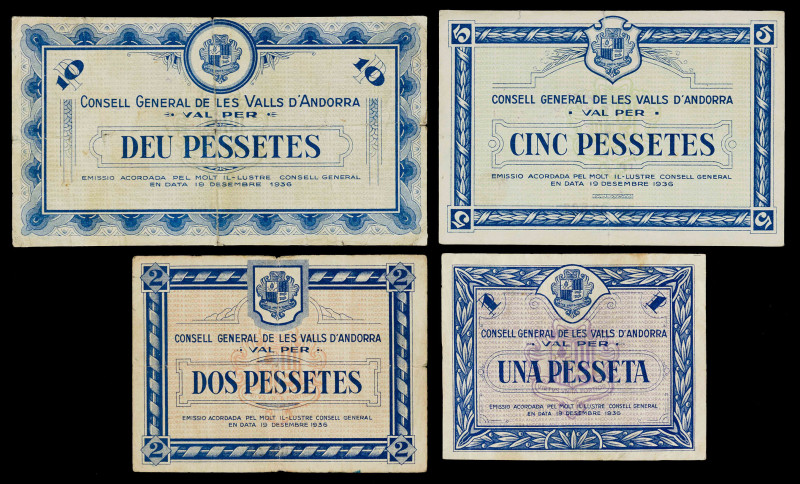 10 10
CONSELL GENERAL DE LES VALLS D'ANDORRA
VAL PER
DEU PESSETES
EMISSIO ACORDADA PEL MOLT IL-LUSTRE CONSELL GENERAL
EN DATA 19 DESEMBRE 1936
5 5
CONSELL GENERAL DE LES VALLS D'ANDORRA
• VAL PER •
CINC PESSETES
EMISSIO ACORDADA PEL MOLT IL-LUSTRE CONSELL GENERAL
EN DATA 19 DESEMBRE 1936
5 5
2 2
CONSELL GENERAL DE LES VALLS D'ANDORRA
• VAL PER •
DOS PESSETES
EMISSIO ACORDADA PEL MOLT IL-LUSTRE CONSELL GENERAL
EN DATA 19 DESEMBRE 1936
2 2
1 1
CONSELL GENERAL DE LES VALLS D'ANDORRA
• VAL PER •
UNA PESSETA
EMISSIO ACORDADA PEL MOLT IL-LUSTRE CONSELL GENERAL
EN DATA 19 DESEMBRE 1936